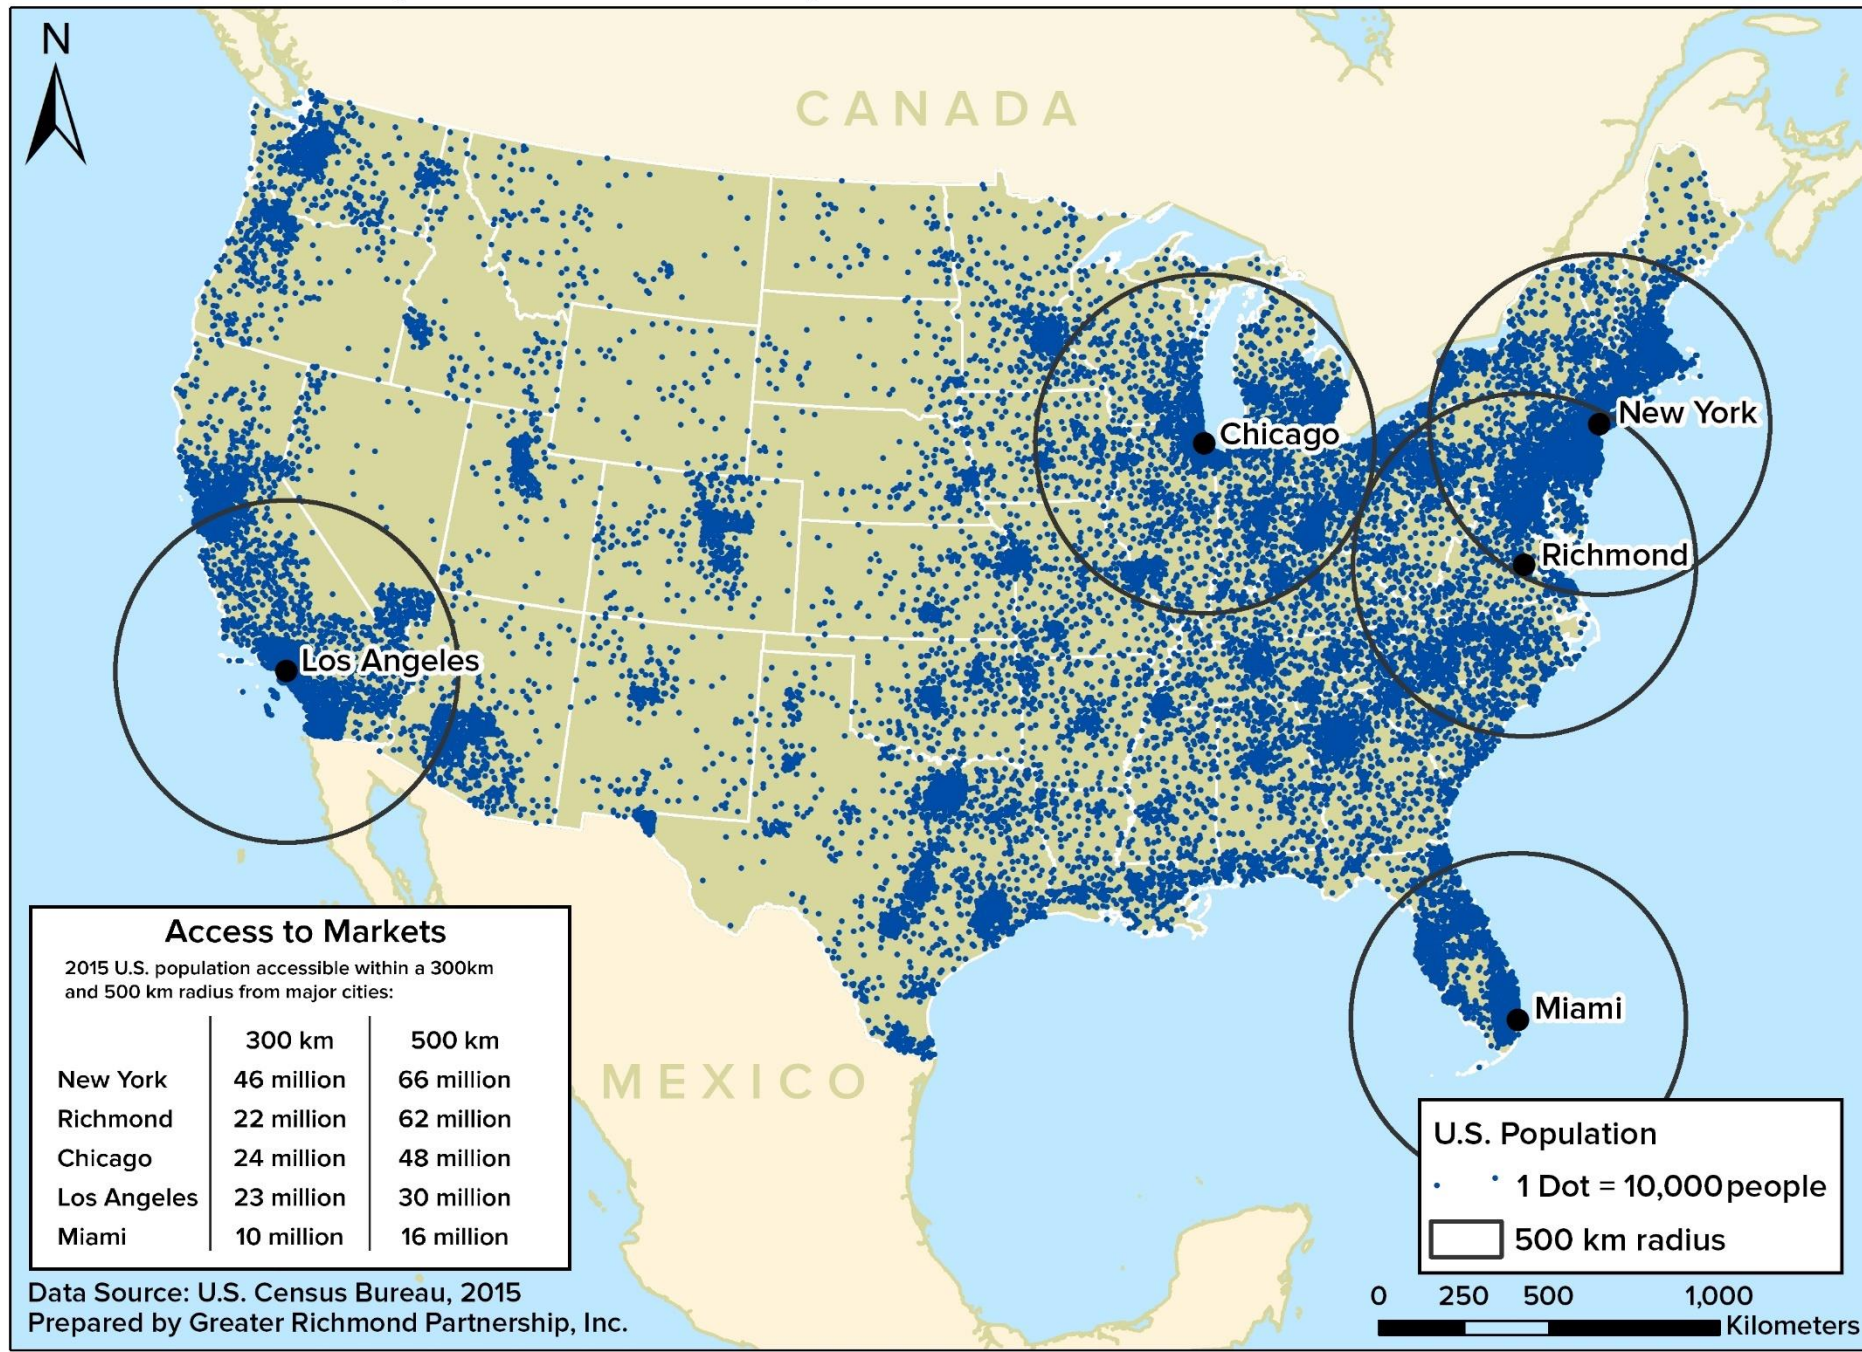 N
CANADA
New York
Chicago
Richmond
Los Angeles
Miami
MEXICO
Access to Markets
2015 U.S. population accessible within a 300km
and 500 km radius from major cities:
300 km 500 km
New York 46 million 66 million
Richmond 22 million 62 million
Chicago 24 million 48 million
Los Angeles 23 million 30 million
Miami 10 million 16 million
Data Source: U.S. Census Bureau, 2015
Prepared by Greater Richmond Partnership, Inc.
U.S. Population
1 Dot = 10,000 people
500 km radius
0 250 500 1,000
Kilometers